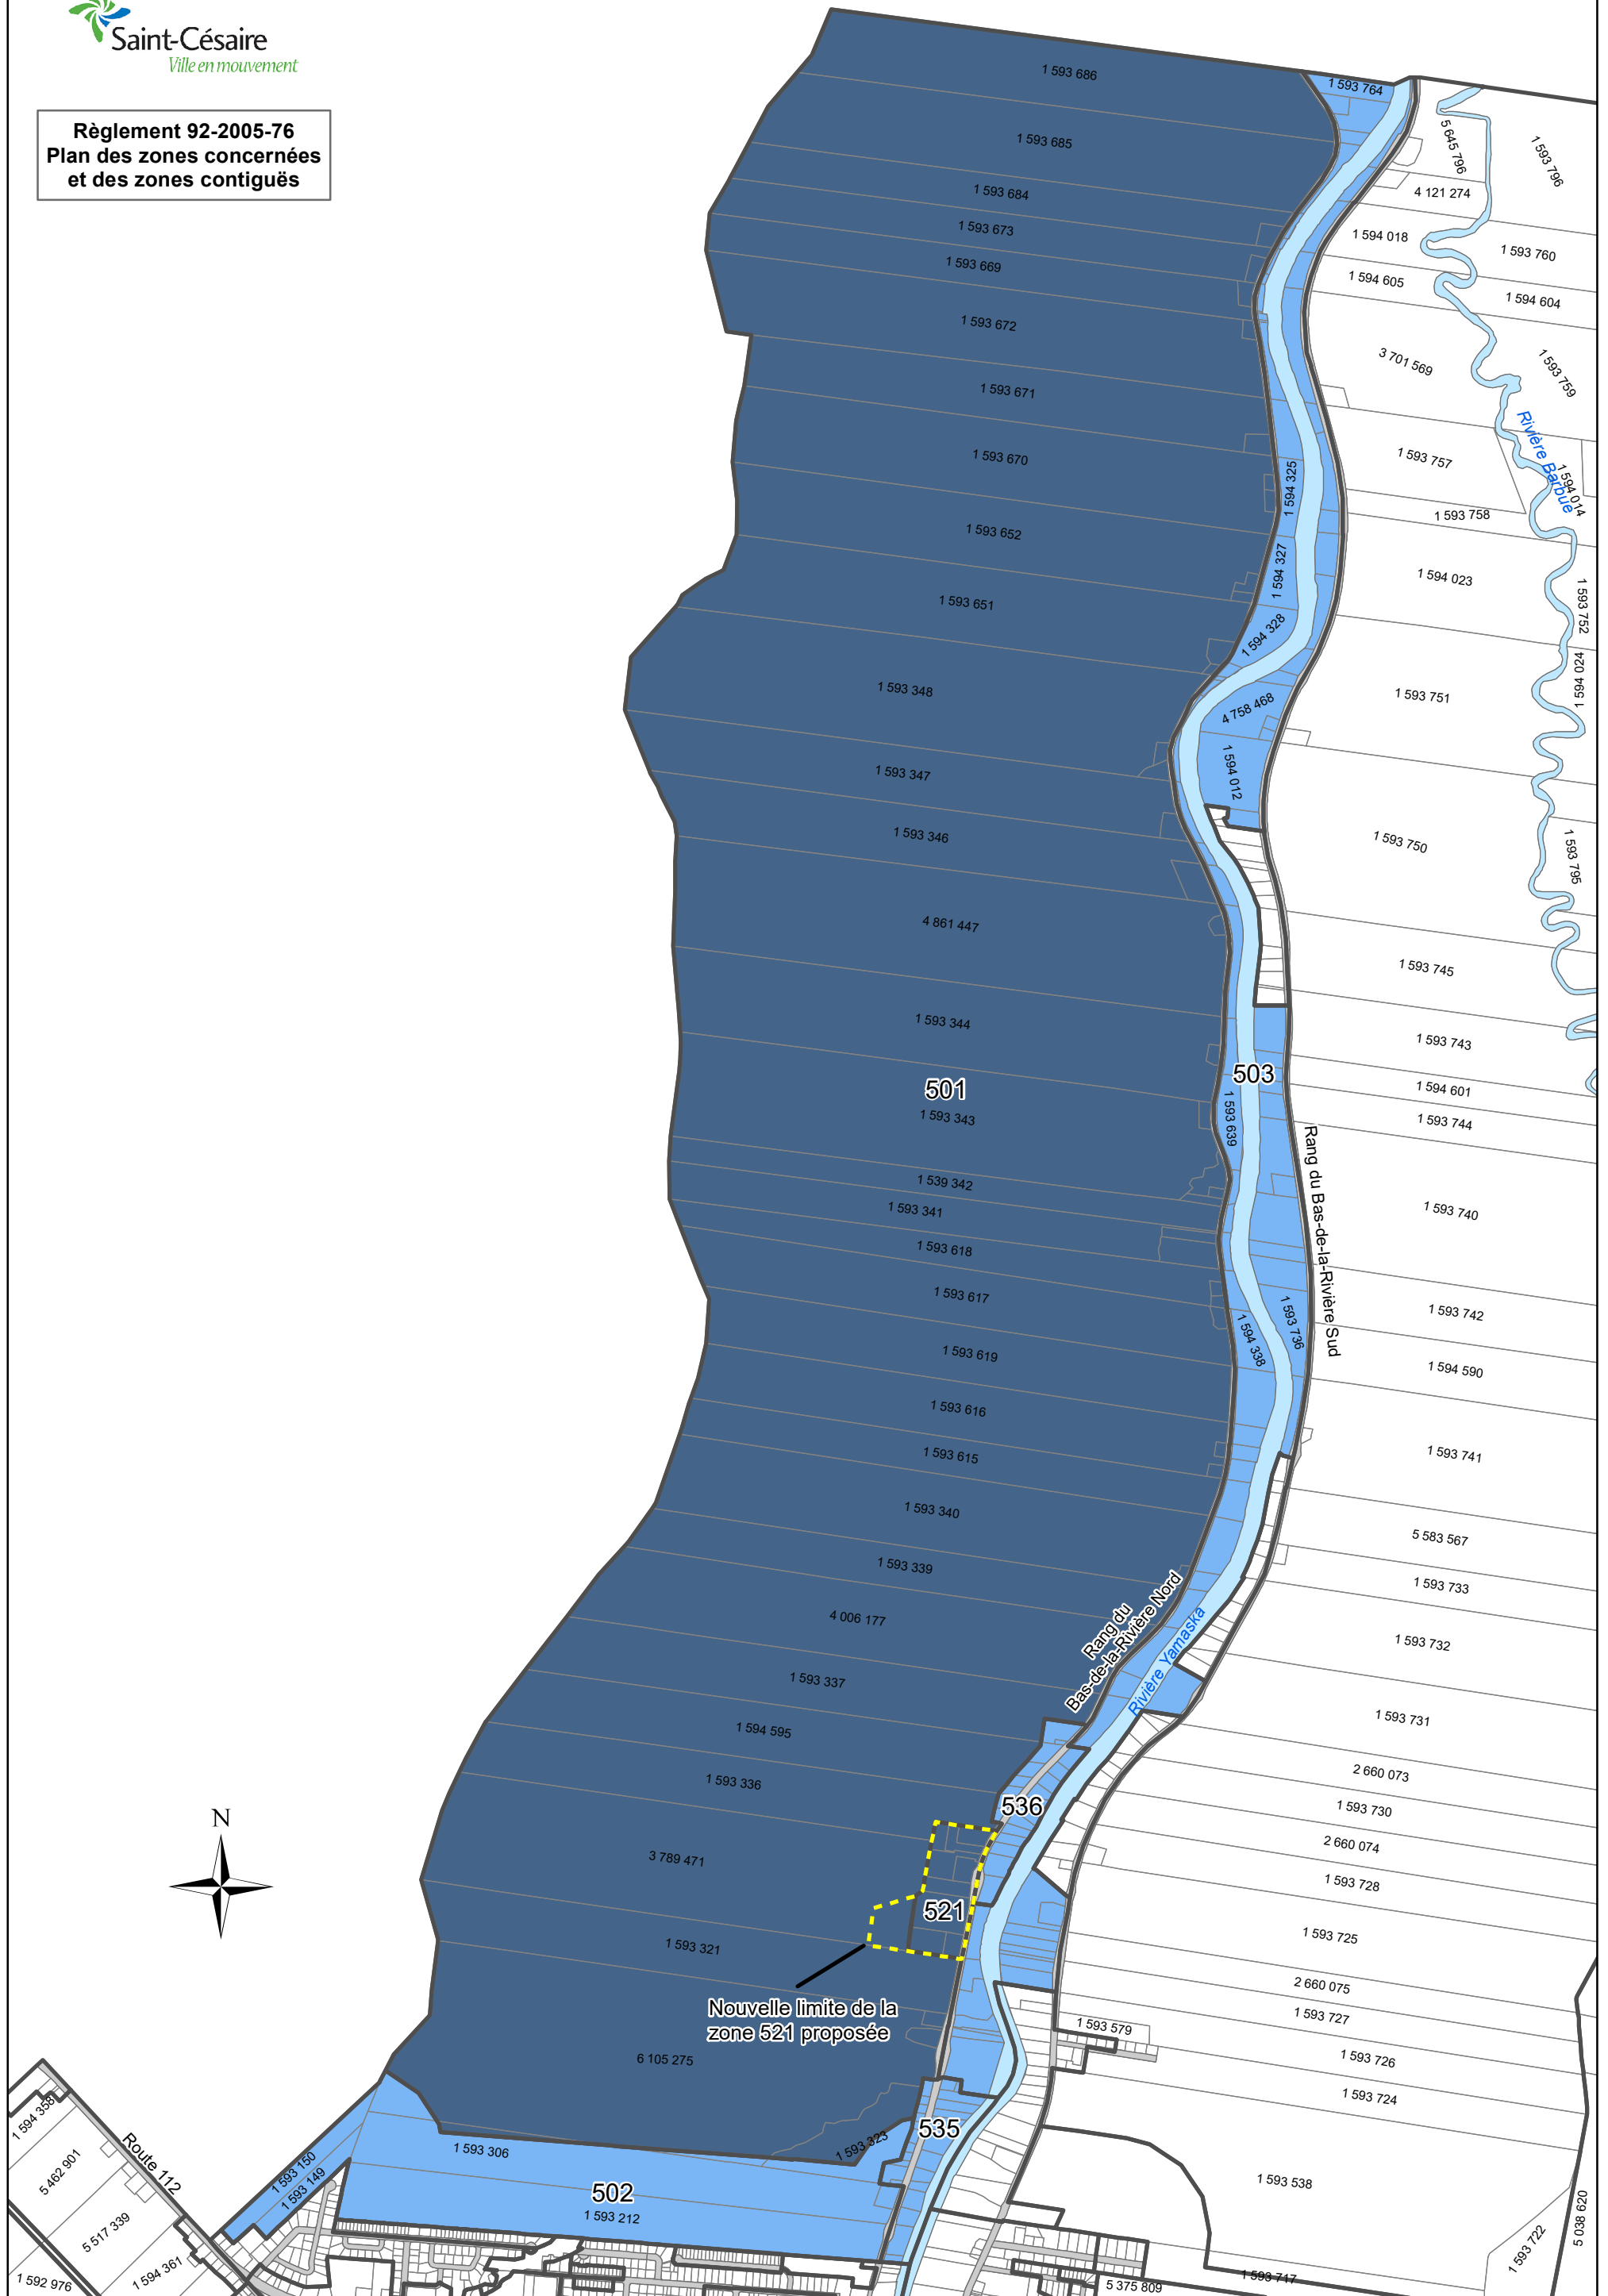 Saint-Césaire
Ville en mouvement
Règlement 92-2005-76
Plan des zones concernées
et des zones contiguës
1 593 686
1 593 764
1 593 685
5 645 796
1 593 796
1 593 684
4 121 274
1 593 673
1 594 018
1 593 760
1 593 669
1 594 605
1 594 604
1 593 672
3 701 569
1 593 759
1 593 671
Rivière Barbue
1 593 670
1 594 325
1 593 757
1 594 014
1 593 758
1 593 652
1 594 327
1 594 023
1 593 651
1 593 752
1 594 328
1 594 024
1 593 348
4 758 468
1 593 751
1 593 347
1 594 012
1 593 346
1 593 750
1 593 795
4 861 447
1 593 745
1 593 344
1 593 743
501
503
1 594 601
1 593 343
1 593 639
1 593 744
Rang du Bas-de-la-Rivière Sud
1 539 342
1 593 341
1 593 740
1 593 618
1 593 617
1 593 736
1 593 742
1 594 338
1 593 619
1 594 590
1 593 616
1 593 615
1 593 741
1 593 340
5 583 567
1 593 339
1 593 733
4 006 177
Rang du
Bas-de-la-Rivière Nord
Rivière Yamaska
1 593 732
1 593 337
1 593 731
1 594 595
2 660 073
1 593 336
536
1 593 730
N
2 660 074
3 789 471
1 593 728
521
1 593 725
1 593 321
2 660 075
Nouvelle limite de la
zone 521 proposée
1 593 727
1 593 579
6 105 275
1 593 726
1 593 724
1 594 358
535
Route 112
1 593 323
1 593 306
1 593 150
1 593 149
5 462 901
502
1 593 538
1 593 212
5 517 339
5 038 620
1 593 722
1 594 361
1 592 976
1 593 717
5 375 809